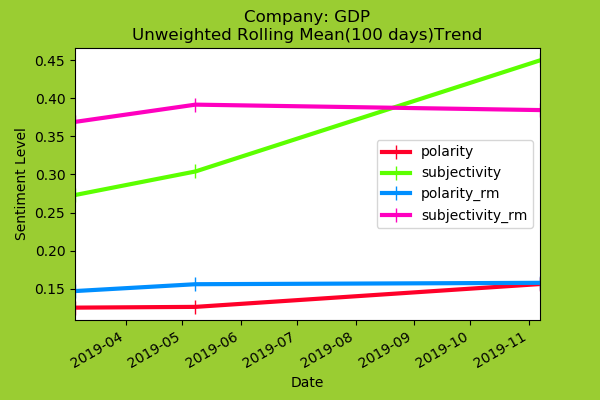 Company: GDP
Unweighted Rolling Mean(100 days)Trend
0.45
0.40
0.35
0.30
0.25
0.20
0.15
Sentiment Level
polarity
subjectivity
polarity_rm
subjectivity_rm
2019-04
2019-05
2019-06
2019-07
2019-08
2019-09
2019-10
2019-11
Date